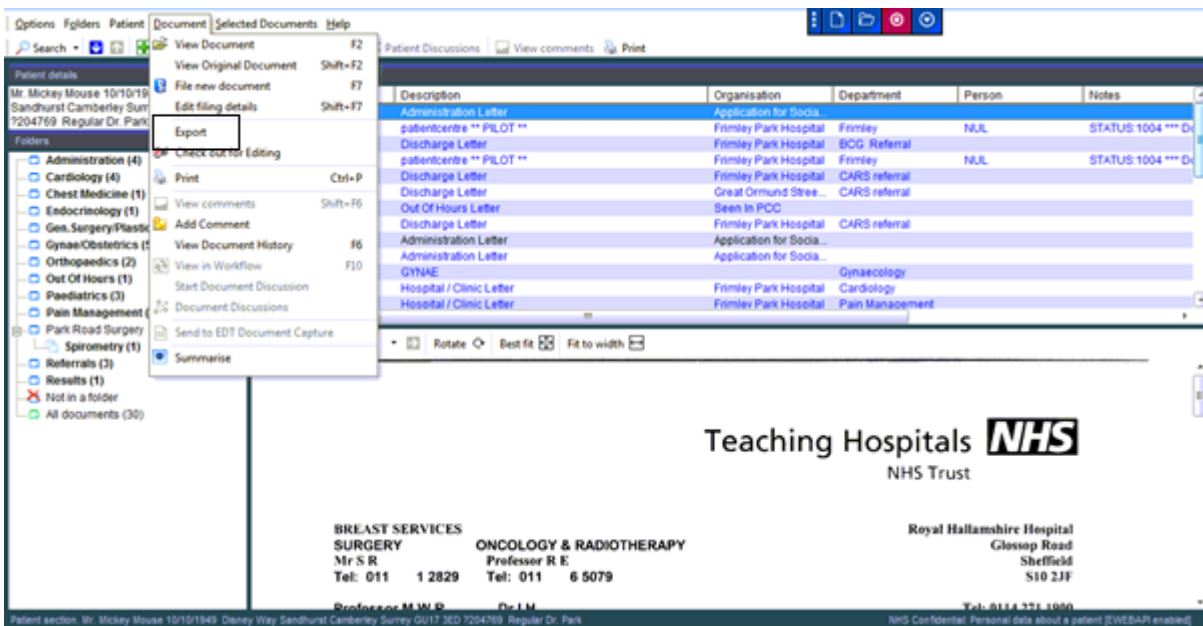 Options Folders Patient Document Selected Documents Help
Search Patient Discussions View comments Print
View Document F2
View Original Document Shift+F2
File new document F7
Edit filing details Shift+F7
Export
Check out for Editing
Print Ctrl+P
View comments Shift+F6
Add Comment
View Document History F6
View in Workflow F10
Start Document Discussion
Document Discussions
Send to EDT Document Capture
Summarise
Patient details
Mr. Mickey Mouse 10/10/19
Sandhurst Camberley Surr
?204769 Regular Dr. Park
Folders
Administration (4)
Cardiology (4)
Chest Medicine (1)
Endocrinology (1)
Gen.Surgery/Plastic
Gynae/Obstetrics (5
Orthopaedics (2)
Out Of Hours (1)
Paediatrics (3)
Pain Management (
Park Road Surgery
Spirometry (1)
Referrals (3)
Results (1)
Not in a folder
All documents (30)
Description Organisation Department Person Notes
Administration Letter Application for Socia...
patientcentre ** PILOT ** Frimley Park Hospital Frimley NUL STATUS:1004 *** Do
Discharge Letter Frimley Park Hospital BCG Referral
patientcentre ** PILOT ** Frimley Park Hospital Frimley NUL STATUS:1004 *** Do
Discharge Letter Frimley Park Hospital CARS referral
Discharge Letter Great Ormund Stree... CARS referral
Out Of Hours Letter Seen In PCC
Discharge Letter Frimley Park Hospital CARS referral
Administration Letter Application for Socia...
Administration Letter Application for Socia...
GYNAE Gynaecology
Hospital / Clinic Letter Frimley Park Hospital Cardiology
Hospital / Clinic Letter Frimley Park Hospital Pain Management
Rotate Best fit Fit to width
Teaching Hospitals NHS
NHS Trust
BREAST SERVICES
SURGERY ONCOLOGY & RADIOTHERAPY
Mr S R Professor R E
Tel: 011 1 2829 Tel: 011 6 5079
Professor M W R Dr I H
Royal Hallamshire Hospital
Glossop Road
Sheffield
S10 2JF
Tel: 0114 271 1900
Patient section. Mr. Mickey Mouse 10/10/1949 Disney Way Sandhurst Camberley Surrey GU17 3ED ?204769 Regular Dr. Park
NHS Confidential: Personal data about a patient [EWEBAPI enabled]